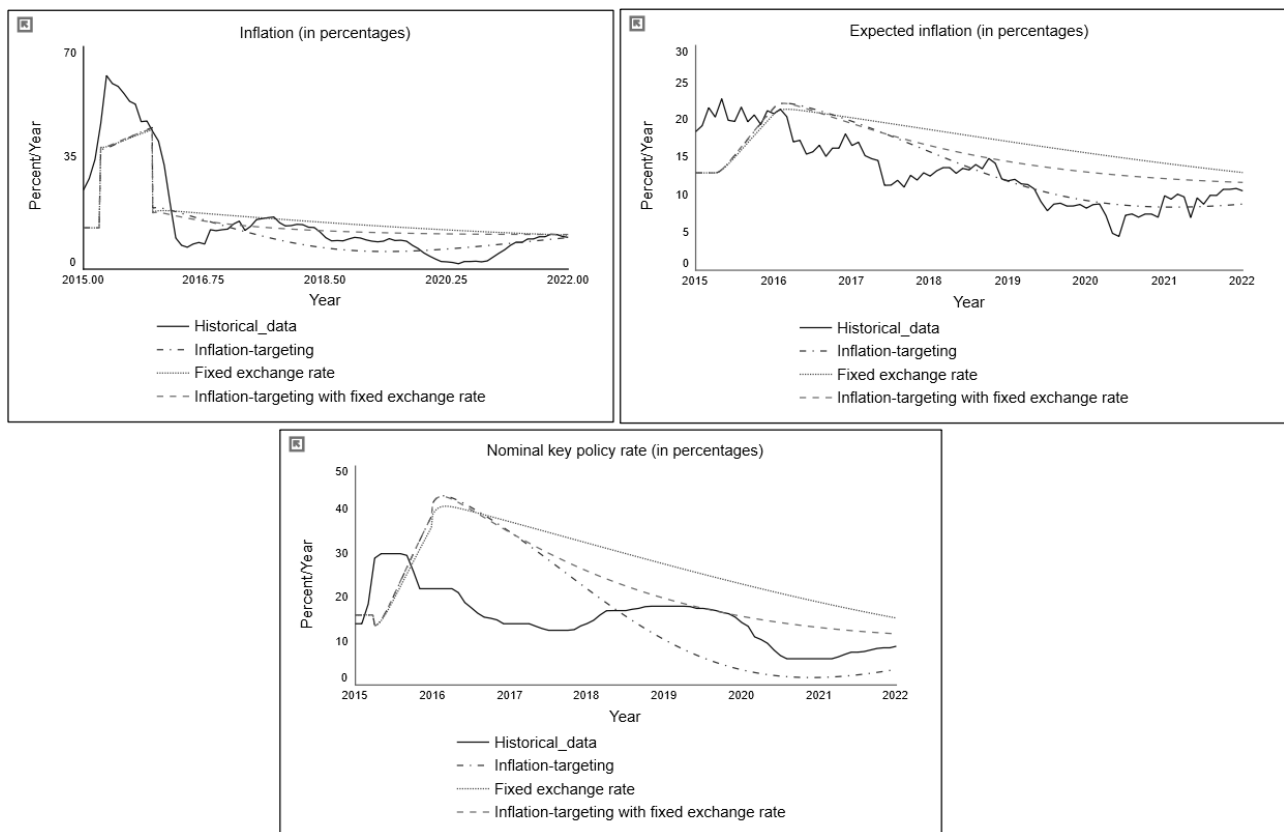 Inflation (in percentages)
70
35
0
Percent/Year
2015.00 2016.75 2018.50 2020.25 2022.00
Year
Historical_data
Inflation-targeting
Fixed exchange rate
Inflation-targeting with fixed exchange rate
Expected inflation (in percentages)
30
25
20
15
10
5
0
Percent/Year
2015 2016 2017 2018 2019 2020 2021 2022
Year
Historical_data
Inflation-targeting
Fixed exchange rate
Inflation-targeting with fixed exchange rate
Nominal key policy rate (in percentages)
50
40
30
20
10
0
Percent/Year
2015 2016 2017 2018 2019 2020 2021 2022
Year
Historical_data
Inflation-targeting
Fixed exchange rate
Inflation-targeting with fixed exchange rate